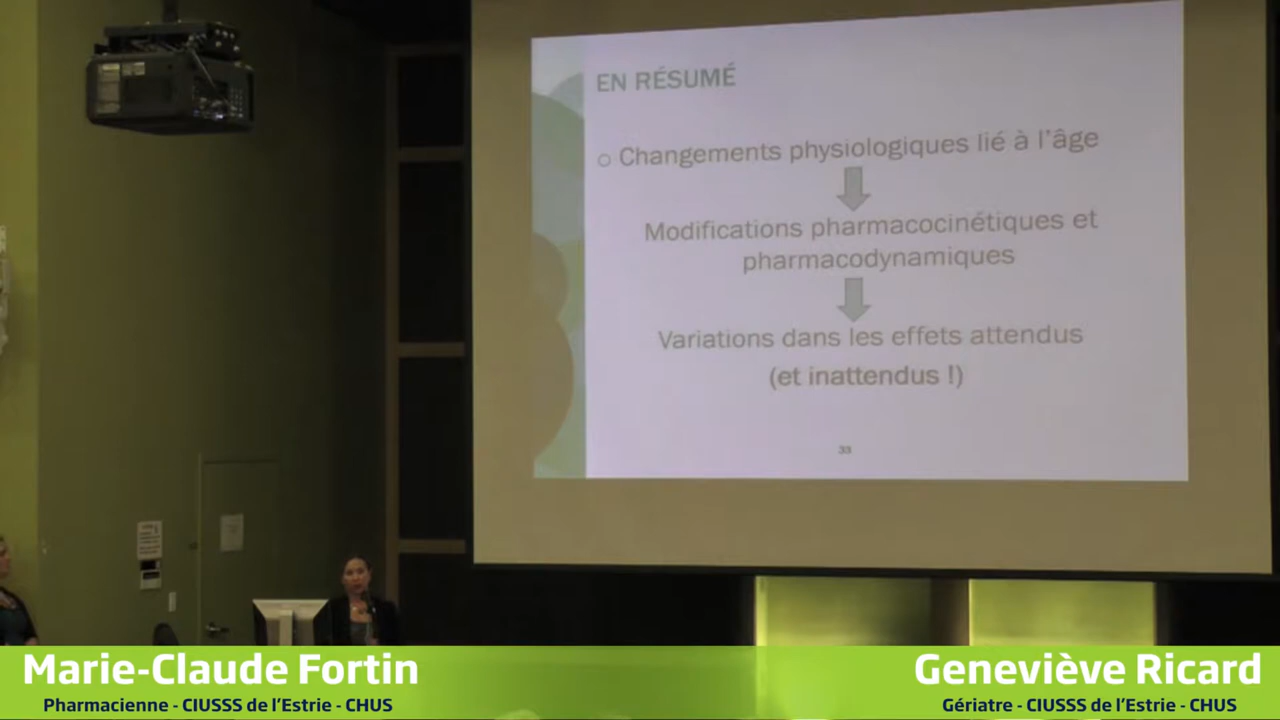 EN RÉSUMÉ
Changements physiologiques lié à l'âge
Modifications pharmacocinétiques et
pharmacodynamiques
Variations dans les effets attendus
(et inattendus !)
33
Marie-Claude Fortin
Pharmacienne - CIUSSS de l'Estrie - CHUS
Geneviève Ricard
Gériatre - CIUSSS de l'Estrie - CHUS